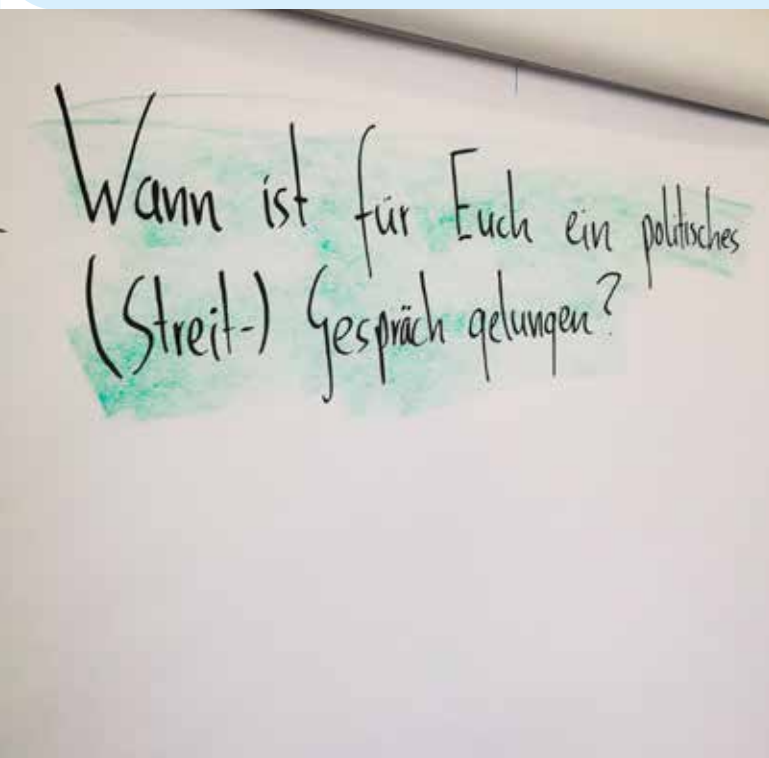 Wann ist für Euch ein politisches
(Streit-) Gespräch gelungen?